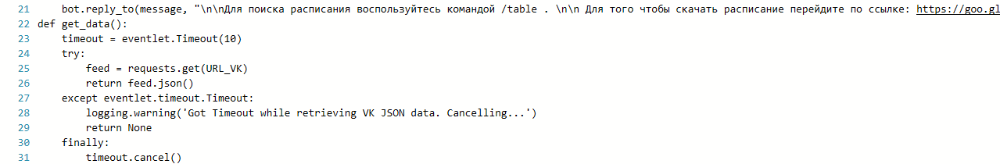 21 bot.reply_to(message, "\n\nДля поиска расписания воспользуйтесь командой /table . \n\n Для того чтобы скачать расписание перейдите по ссылке: https://goo.gl
22 def get_data():
23 timeout = eventlet.Timeout(10)
24 try:
25 feed = requests.get(URL_VK)
26 return feed.json()
27 except eventlet.timeout.Timeout:
28 logging.warning('Got Timeout while retrieving VK JSON data. Cancelling...')
29 return None
30 finally:
31 timeout.cancel()